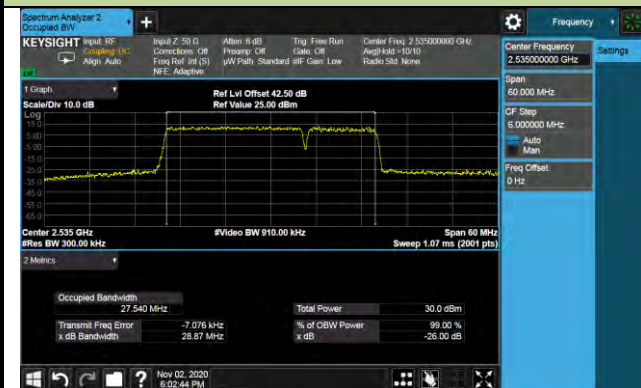 Spectrum Analyzer 2
Occupied BW
+
Frequency
KEYSIGHT Input: RF
Coupling: DC
Align: Auto
Input Z: 50 Ω
Corrections: Off
Freq Ref: Int (S)
NFE: Adaptive
Atten: 6 dB
Preamp: Off
µW Path: Standard
Trig: Free Run
Gate: Off
#IF Gain: Low
Center Freq: 2.535000000 GHz
Avg|Hold >10/10
Radio Std: None
Center Frequency
2.535000000 GHz
Settings
Span
60.000 MHz
CF Step
6.000000 MHz
Auto
Man
Freq Offset
0 Hz
1 Graph
Scale/Div 10.0 dB
Ref Lvl Offset 42.50 dB
Ref Value 25.00 dBm
Log
15.0
5.00
-5.00
-15.0
-25.0
-35.0
-45.0
-55.0
-65.0
Center 2.535 GHz
#Res BW 300.00 kHz
#Video BW 910.00 kHz
Span 60 MHz
Sweep 1.07 ms (2001 pts)
2 Metrics
Occupied Bandwidth
27.540 MHz
Total Power 30.0 dBm
Transmit Freq Error -7.076 kHz
% of OBW Power 99.00 %
x dB Bandwidth 28.87 MHz
x dB -26.00 dB
?
Nov 02, 2020
6:02:44 PM